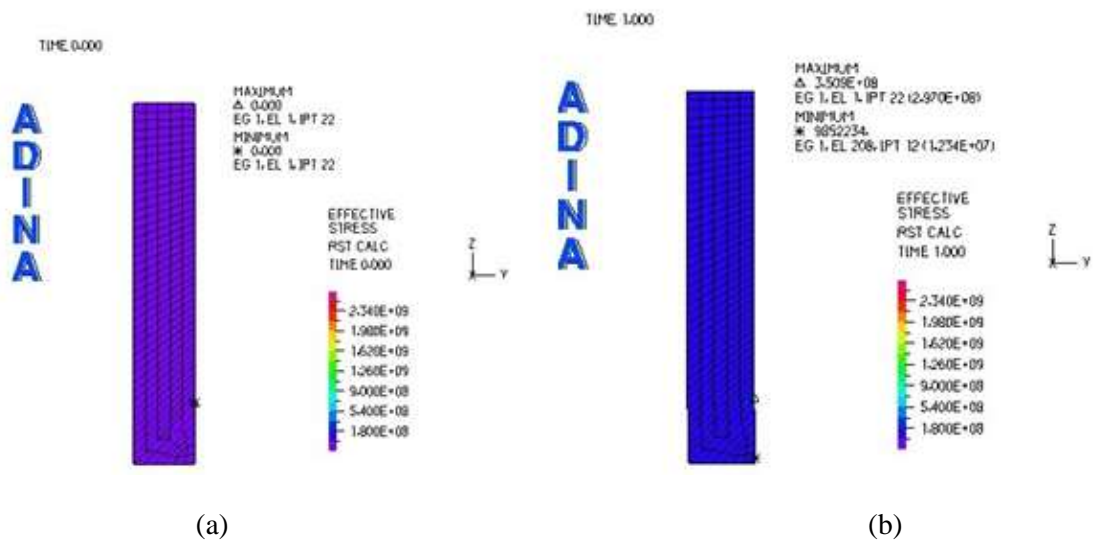 TIME 0.000
A
D
I
N
A
MAXIMUM
Δ 0.000
EG 1, EL 1, IPT 22
MINIMUM
* 0.000
EG 1, EL 1, IPT 22
EFFECTIVE
STRESS
RST CALC
TIME 0.000
Z
Y
2.340E+09
1.980E+09
1.620E+09
1.260E+09
9.000E+08
5.400E+08
1.800E+08
(a)
TIME 1.000
A
D
I
N
A
MAXIMUM
Δ 3.509E+08
EG 1, EL 1, IPT 22 (2.970E+08)
MINIMUM
* 9852234.
EG 1, EL 208, IPT 12 (1.234E+07)
EFFECTIVE
STRESS
RST CALC
TIME 1.000
Z
Y
2.340E+09
1.980E+09
1.620E+09
1.260E+09
9.000E+08
5.400E+08
1.800E+08
(b)